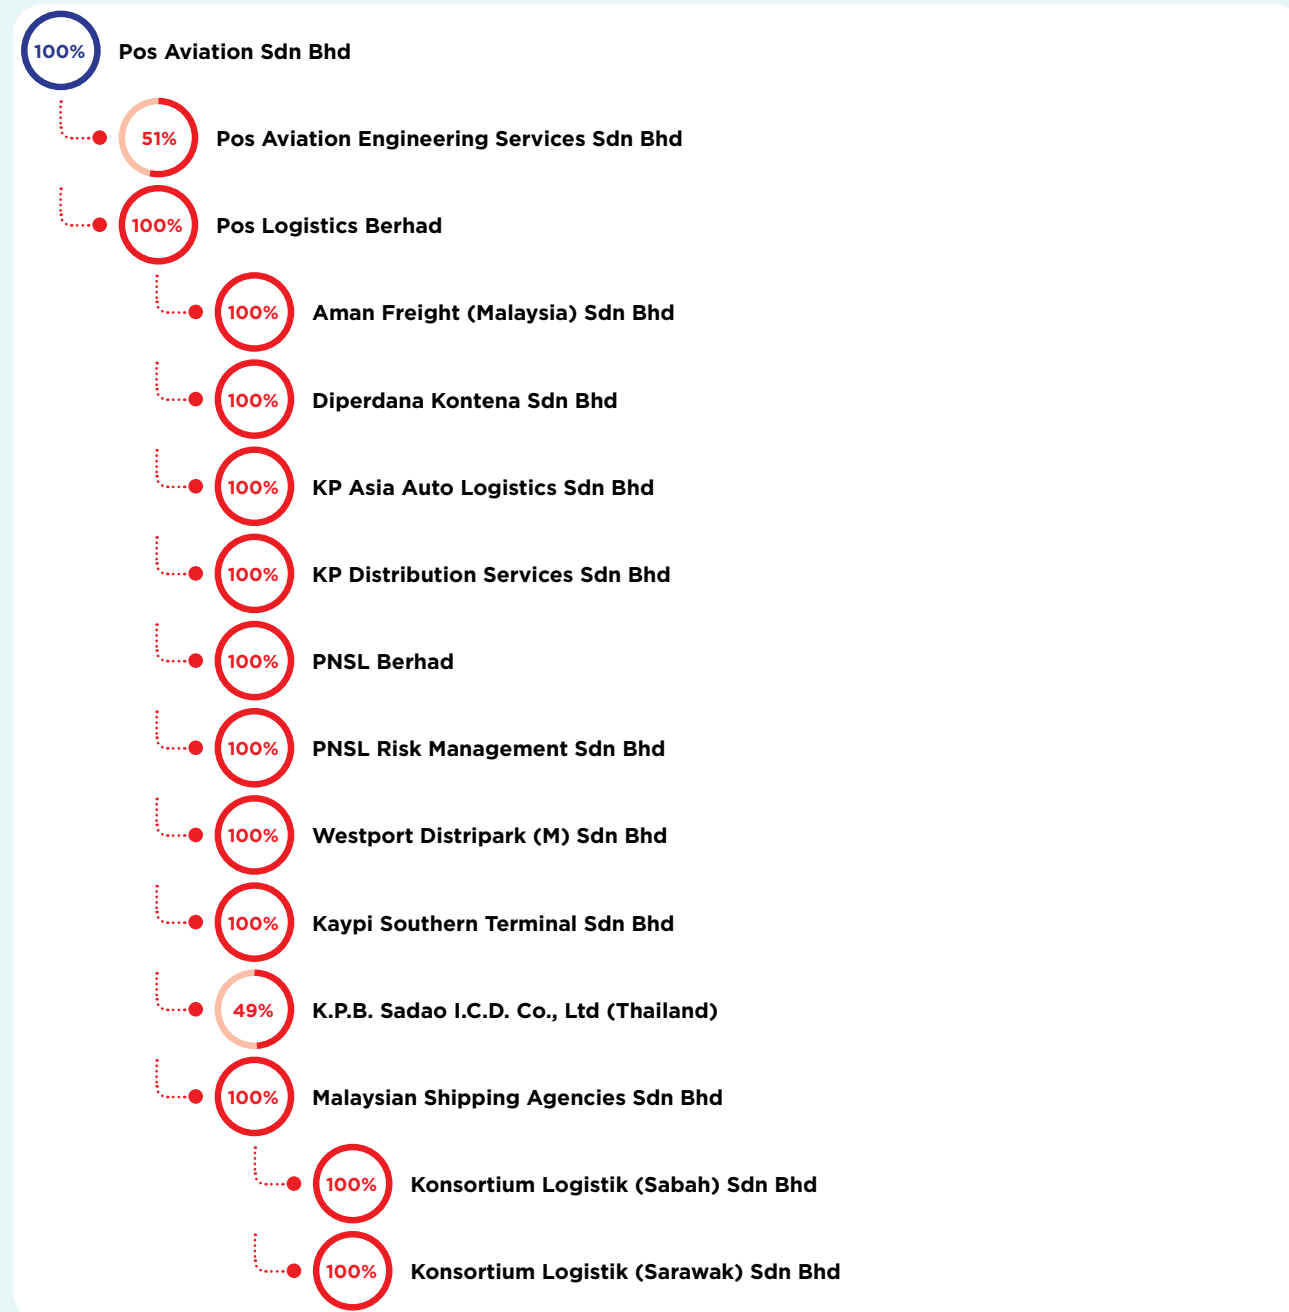 100% Pos Aviation Sdn Bhd
51% Pos Aviation Engineering Services Sdn Bhd
100% Pos Logistics Berhad
100% Aman Freight (Malaysia) Sdn Bhd
100% Diperdana Kontena Sdn Bhd
100% KP Asia Auto Logistics Sdn Bhd
100% KP Distribution Services Sdn Bhd
100% PNSL Berhad
100% PNSL Risk Management Sdn Bhd
100% Westport Distripark (M) Sdn Bhd
100% Kaypi Southern Terminal Sdn Bhd
49% K.P.B. Sadao I.C.D. Co., Ltd (Thailand)
100% Malaysian Shipping Agencies Sdn Bhd
100% Konsortium Logistik (Sabah) Sdn Bhd
100% Konsortium Logistik (Sarawak) Sdn Bhd